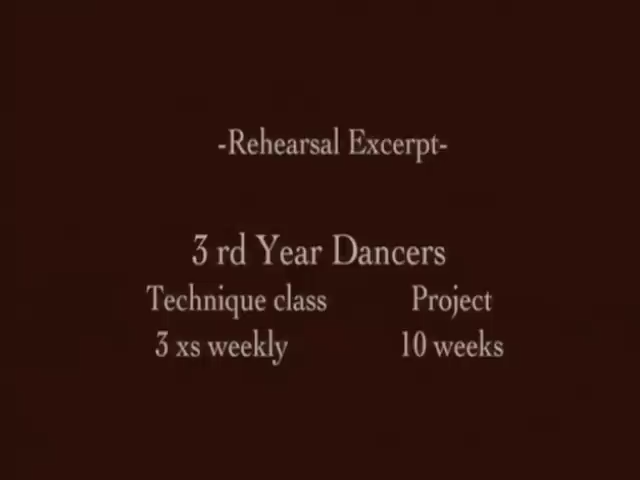 -Rehearsal Excerpt-
3 rd Year Dancers
Technique class Project
3 xs weekly 10 weeks